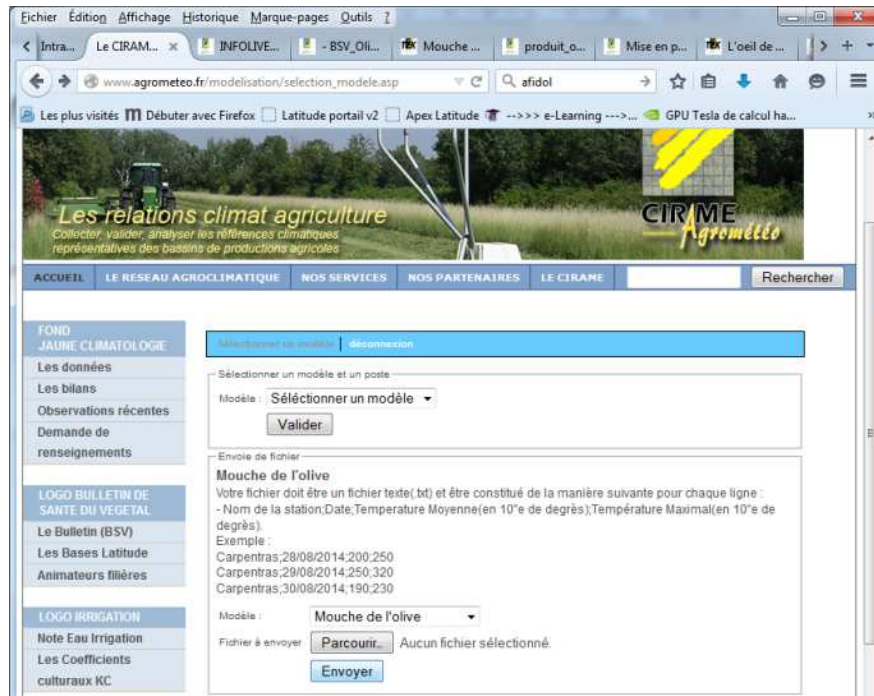 Fichier Édition Affichage Historique Marque-pages Outils ?
Intra... Le CIRAM... × INFOLIVE... - BSV_Oli... Mouche ... produit_o... Mise en p... L'oeil de ...
www.agrometeo.fr/modelisation/selection_modele.asp afidol
Les plus visités Débuter avec Firefox Latitude portail v2 Apex Latitude -->>> e-Learning --->... GPU Tesla de calcul ha...
Les relations climat agriculture
Collecter, valider, analyser les références climatiques
représentatives des bassins de productions agricoles
CIRAME
Agrométéo
ACCUEIL LE RESEAU AGROCLIMATIQUE NOS SERVICES NOS PARTENAIRES LE CIRAME Rechercher
FOND
JAUNE CLIMATOLOGIE
Les données
Les bilans
Observations récentes
Demande de
renseignements
LOGO BULLETIN DE
SANTE DU VEGETAL
Le Bulletin (BSV)
Les Bases Latitude
Animateurs filières
LOGO IRRIGATION
Note Eau Irrigation
Les Coefficients
culturaux KC
Sélectionner un modèle déconnexion
Sélectionner un modèle et un poste
Modèle : Séléctionner un modèle
Valider
Envoie de fichier
Mouche de l'olive
Votre fichier doit être un fichier texte(.txt) et être constitué de la manière suivante pour chaque ligne :
- Nom de la station;Date;Temperature Moyenne(en 10"e de degrès);Température Maximal(en 10"e de
degrès).
Exemple :
Carpentras;28/08/2014;200;250
Carpentras;29/08/2014;250;320
Carpentras;30/08/2014;190;230
Modèle : Mouche de l'olive
Fichier à envoyer Parcourir_ Aucun fichier sélectionné.
Envoyer